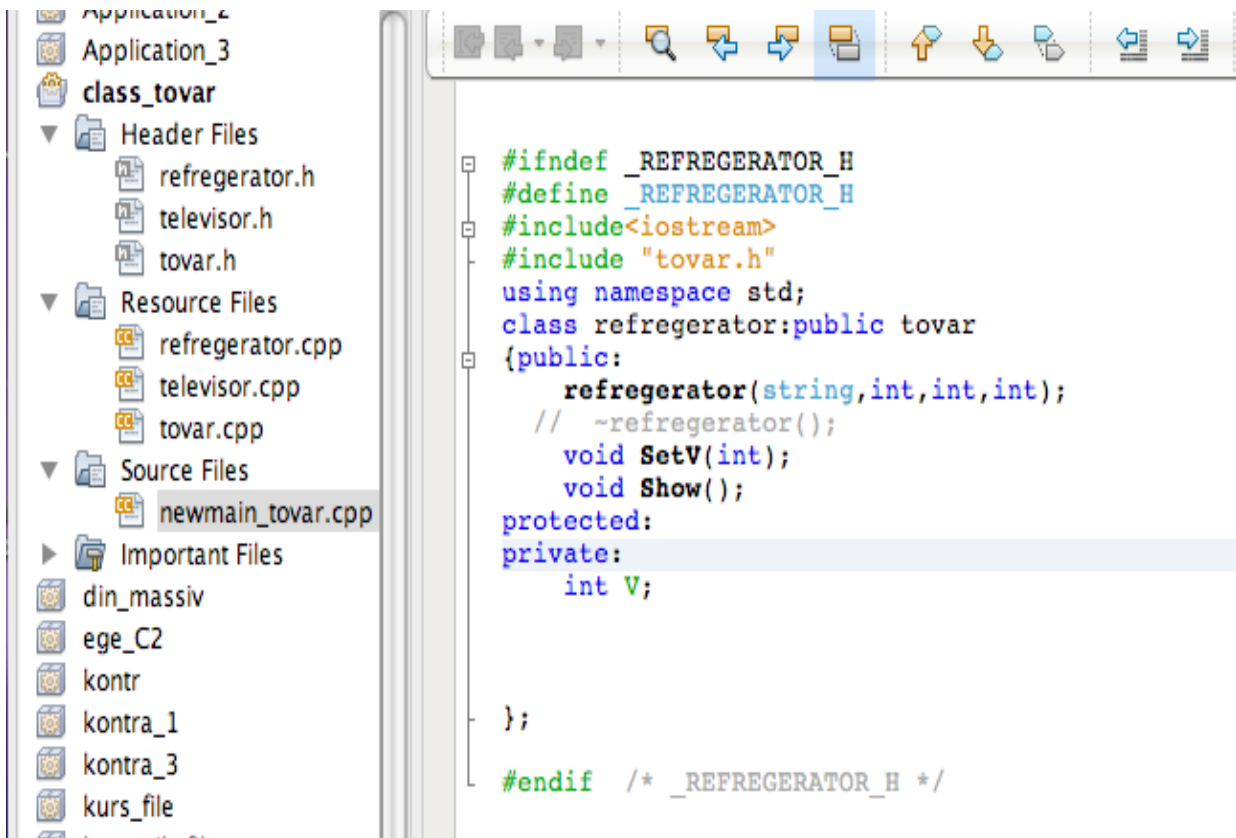 Application_2
Application_3
class_tovar
Header Files
refregerator.h
televisor.h
tovar.h
Resource Files
refregerator.cpp
televisor.cpp
tovar.cpp
Source Files
newmain_tovar.cpp
Important Files
din_massiv
ege_C2
kontr
kontra_1
kontra_3
kurs_file
#ifndef _REFREGERATOR_H
#define _REFREGERATOR_H
#include<iostream>
#include "tovar.h"
using namespace std;
class refregerator:public tovar
{public:
refregerator(string,int,int,int);
// ~refregerator();
void SetV(int);
void Show();
protected:
private:
int V;
};
#endif /* _REFREGERATOR_H */